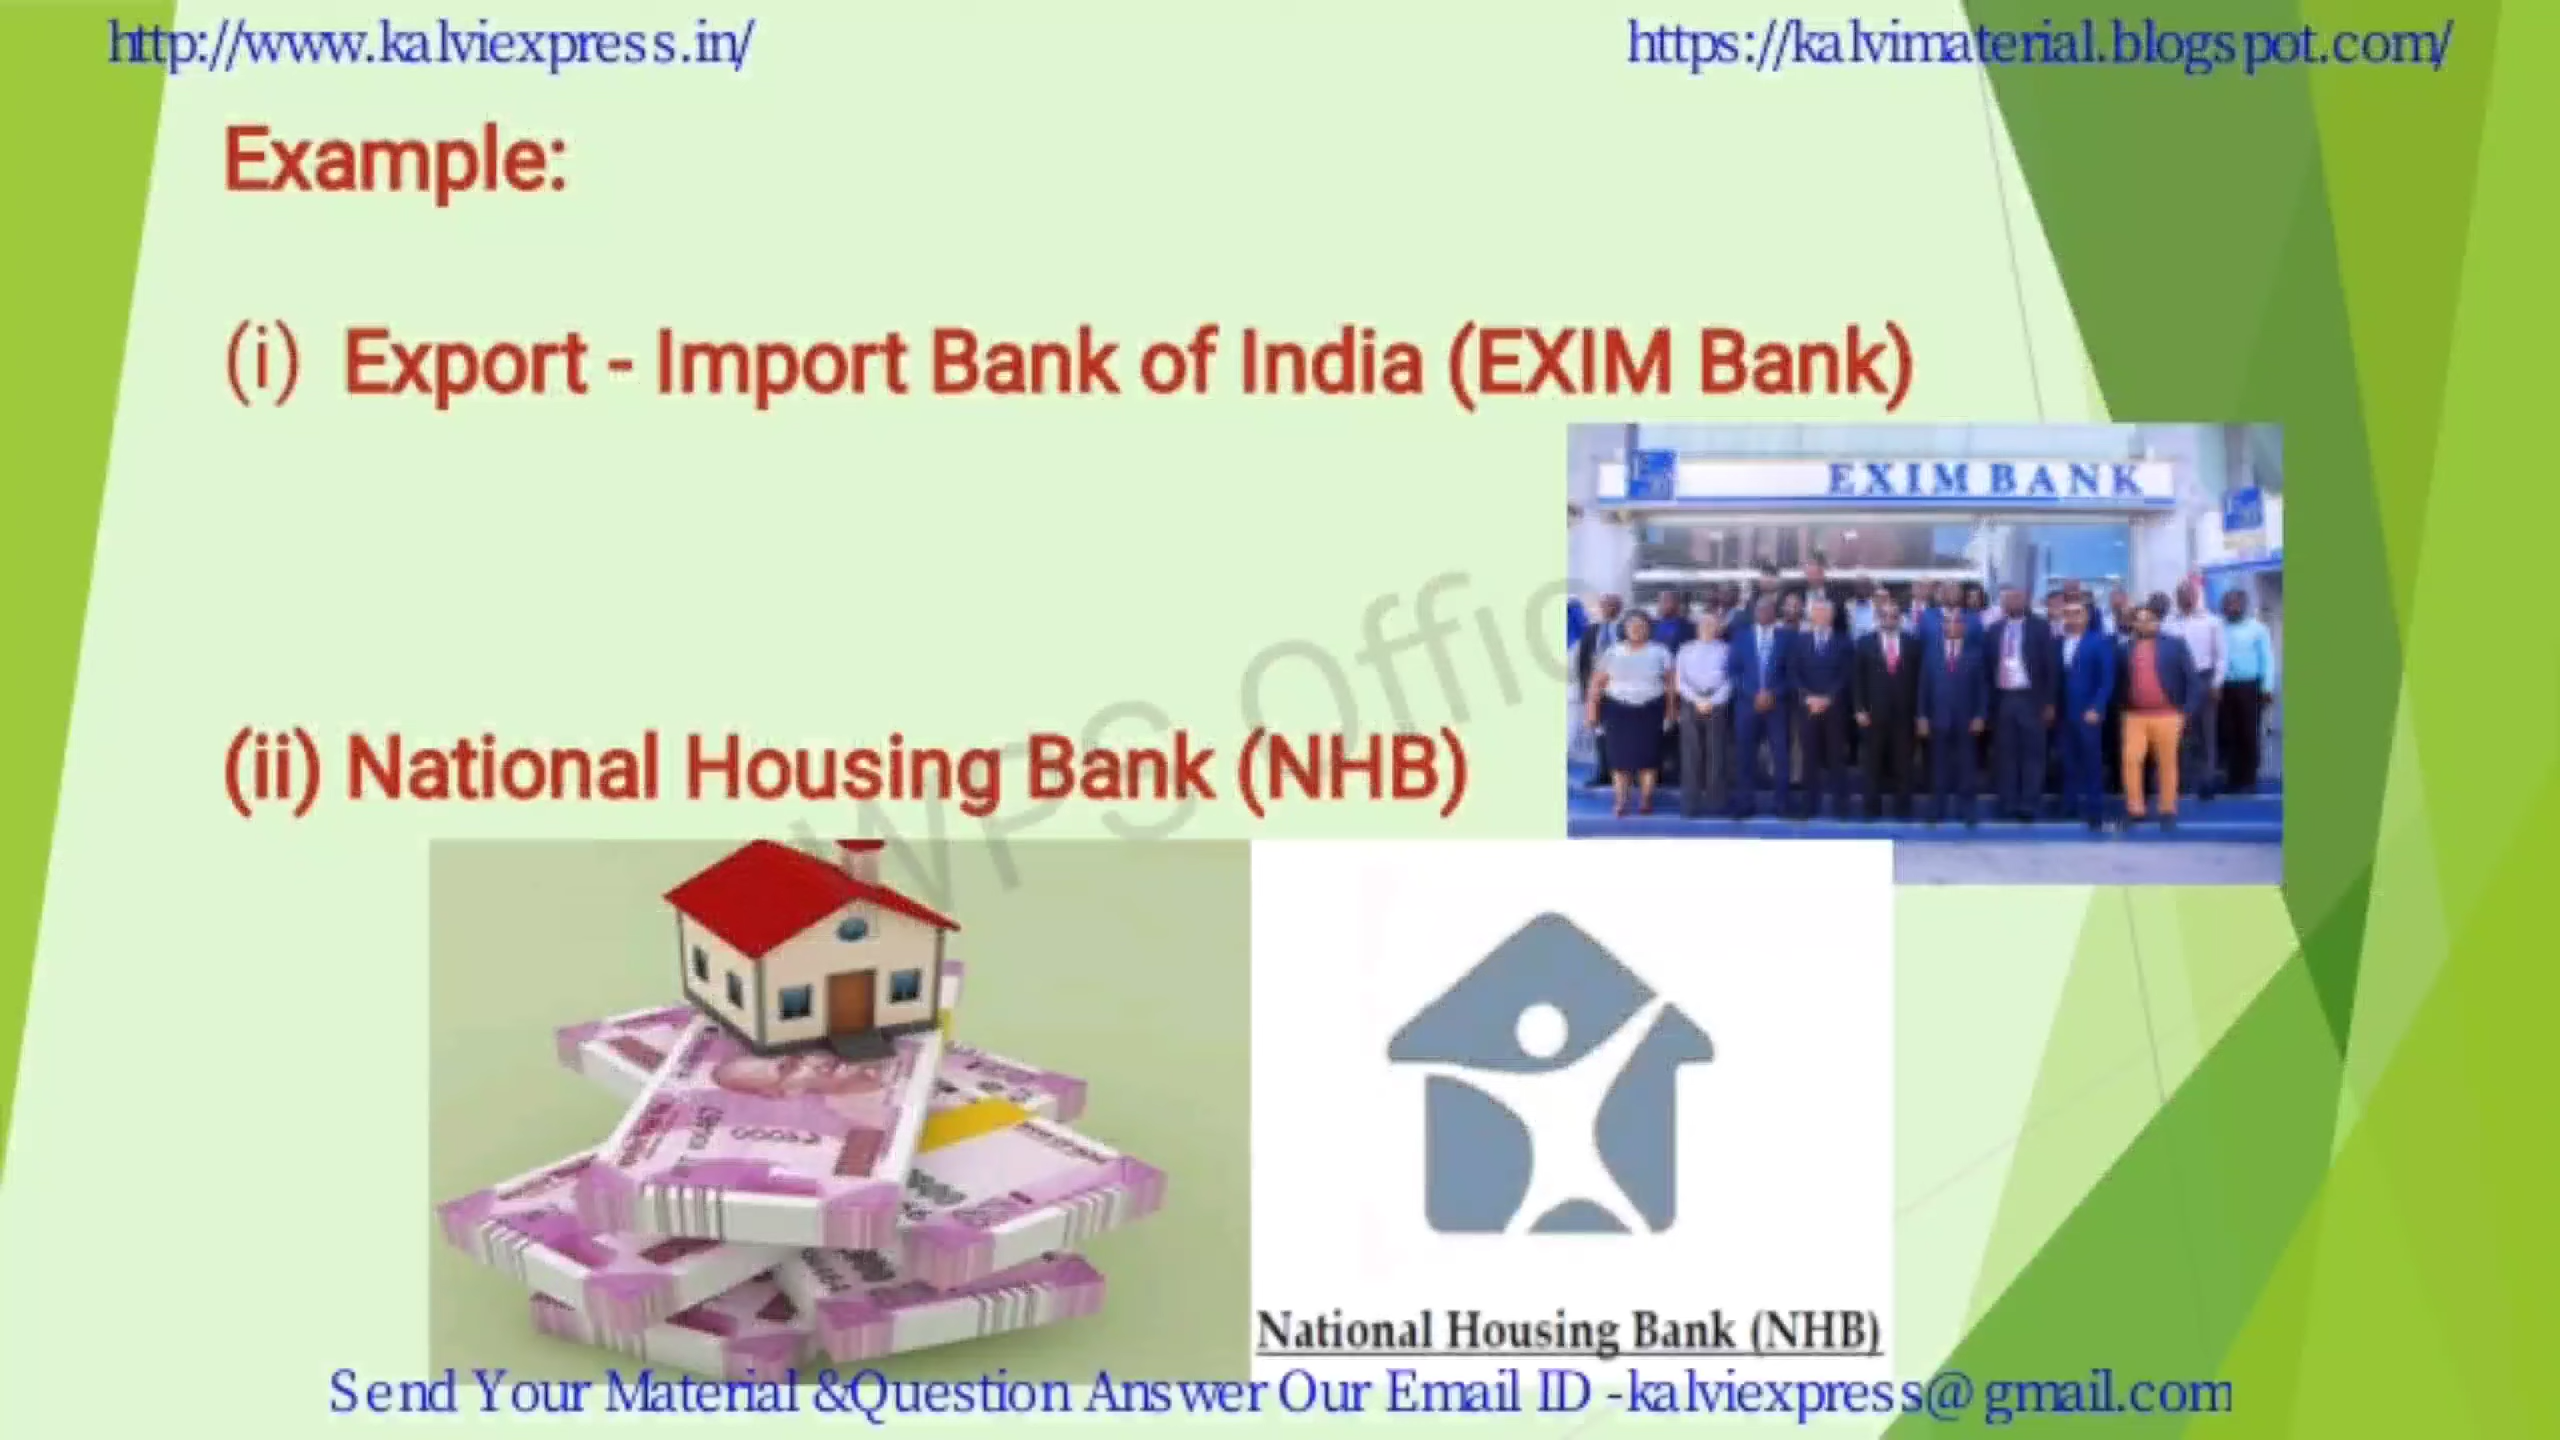 http://www.kalviexpress.in/
https://kalvimaterial.blogspot.com/
Example:
(i) Export - Import Bank of India (EXIM Bank)
EXIM BANK
WPS Offic
(ii) National Housing Bank (NHB)
National Housing Bank (NHB)
Send Your Material &Question Answer Our Email ID -kalviexpress@gmail.com